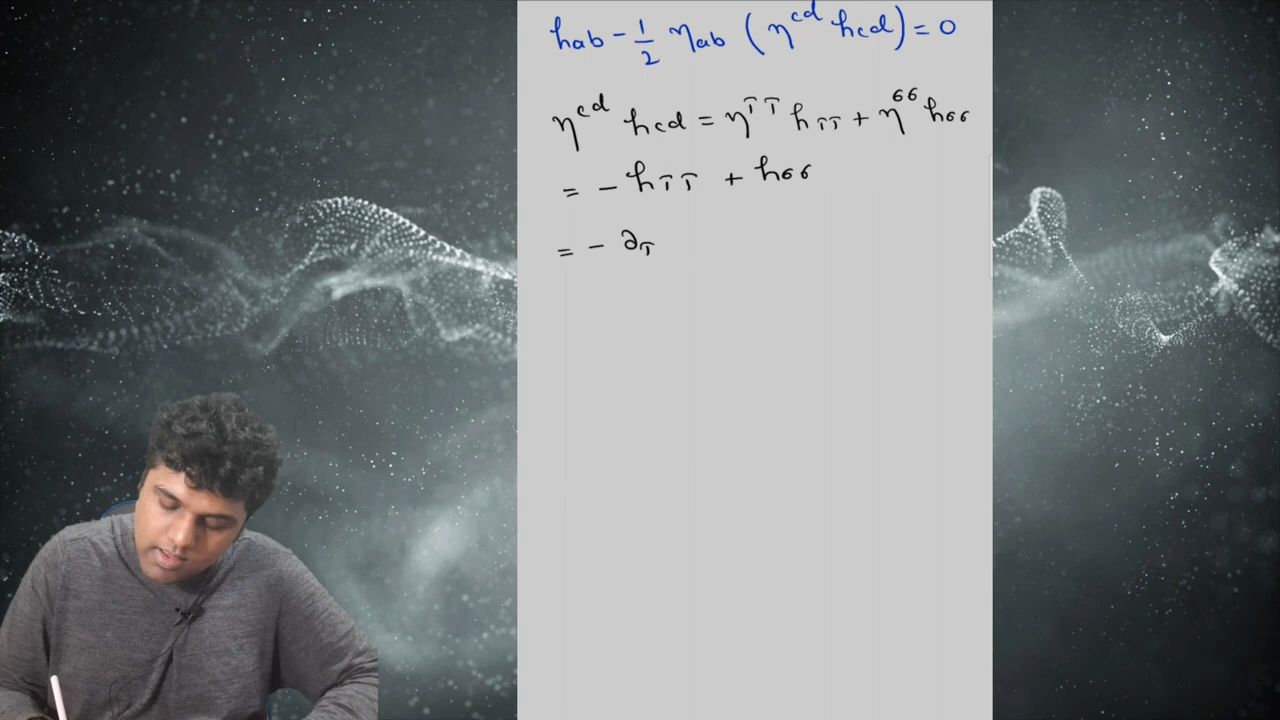 hab - 1/2 ηab (η^cd hcd) = 0
η^cd hcd = η^ττ hττ + η^σσ hσσ
= - hττ + hσσ
= - ∂τ